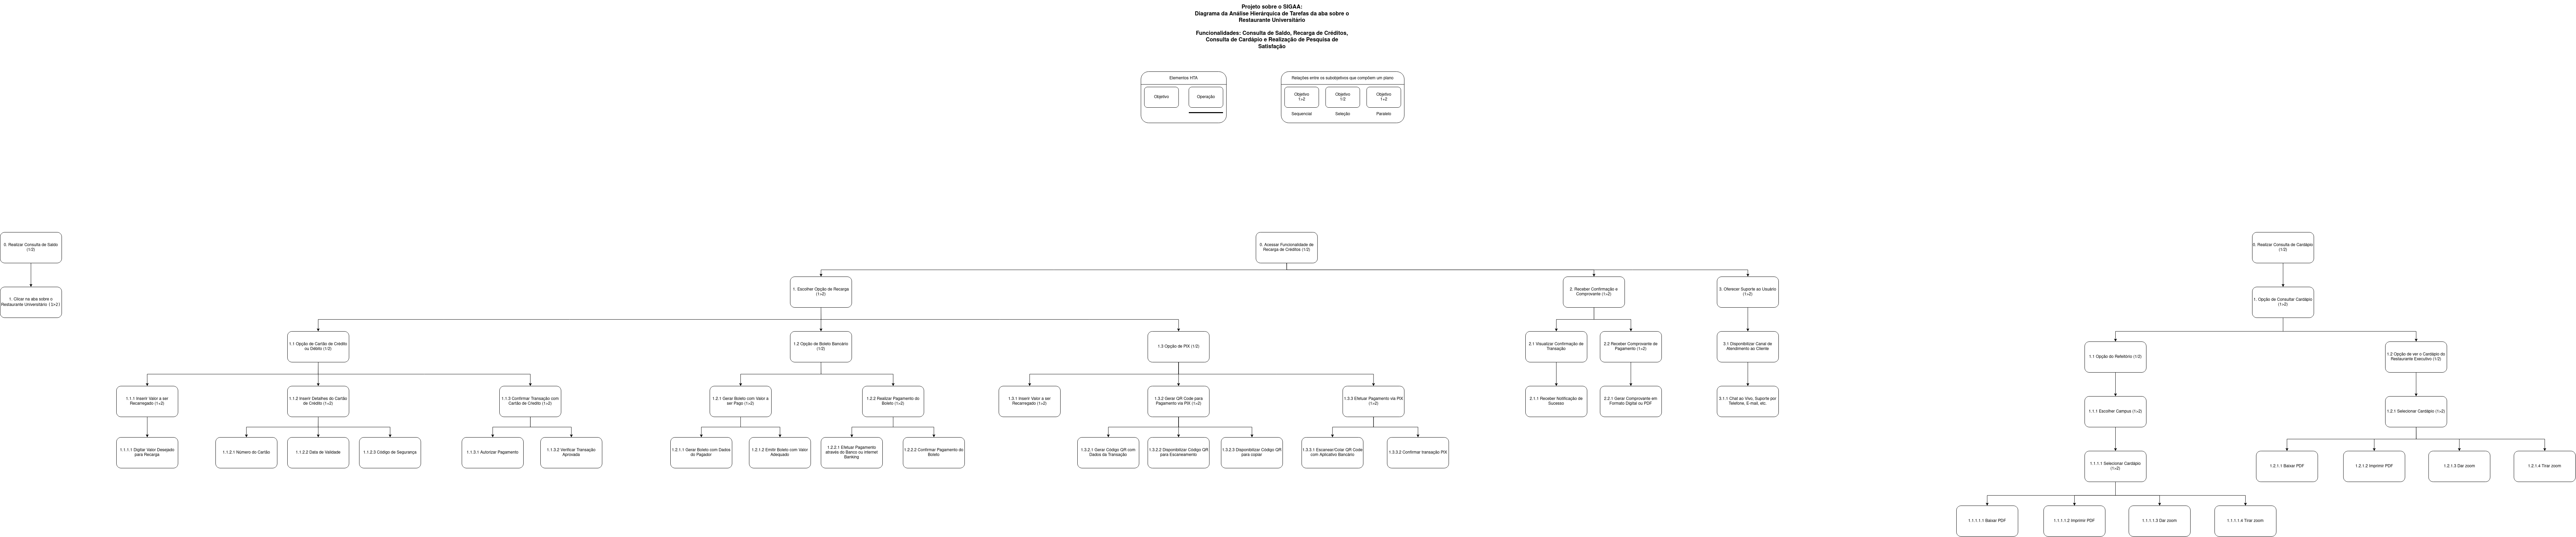 Projeto sobre o SIGAA:
Diagrama da Análise Hierárquica de Tarefas da aba sobre o
Restaurante Universitário
Funcionalidades: Consulta de Saldo, Recarga de Créditos,
Consulta de Cardápio e Realização de Pesquisa de
Satisfação
Elementos HTA
Objetivo
Operação
Relações entre os subobjetivos que compõem um plano
Objetivo
1>2
Objetivo
1/2
Objetivo
1+2
Sequencial
Seleção
Paralelo
0. Realizar Consulta de Saldo
(1/2)
1. Clicar na aba sobre o
Restaurante Universitário (1>2)
0. Acessar Funcionalidade de
Recarga de Créditos (1/2)
1. Escolher Opção de Recarga
(1>2)
2. Receber Confirmação e
Comprovante (1>2)
3. Oferecer Suporte ao Usuário
(1>2)
1.1 Opção de Cartão de Crédito
ou Débito (1/2)
1.2 Opção de Boleto Bancário
(1/2)
1.3 Opção de PIX (1/2)
2.1 Visualizar Confirmação de
Transação
2.2 Receber Comprovante de
Pagamento (1>2)
3.1 Disponibilizar Canal de
Atendimento ao Cliente
1.1.1 Inserir Valor a ser
Recarregado (1>2)
1.1.2 Inserir Detalhes do Cartão
de Crédito (1>2)
1.1.3 Confirmar Transação com
Cartão de Crédito (1>2)
1.2.1 Gerar Boleto com Valor a
ser Pago (1>2)
1.2.2 Realizar Pagamento do
Boleto (1>2)
1.3.1 Inserir Valor a ser
Recarregado (1>2)
1.3.2 Gerar QR Code para
Pagamento via PIX (1>2)
1.3.3 Efetuar Pagamento via PIX
(1>2)
2.1.1 Receber Notificação de
Sucesso
2.2.1 Gerar Comprovante em
Formato Digital ou PDF
3.1.1 Chat ao Vivo, Suporte por
Telefone, E-mail, etc.
1.1.1.1 Digitar Valor Desejado
para Recarga
1.1.2.1 Número do Cartão
1.1.2.2 Data de Validade
1.1.2.3 Código de Segurança
1.1.3.1 Autorizar Pagamento
1.1.3.2 Verificar Transação
Aprovada
1.2.1.1 Gerar Boleto com Dados
do Pagador
1.2.1.2 Emitir Boleto com Valor
Adequado
1.2.2.1 Efetuar Pagamento
através do Banco ou Internet
Banking
1.2.2.2 Confirmar Pagamento do
Boleto
1.3.2.1 Gerar Código QR com
Dados da Transação
1.3.2.2 Disponibilizar Código QR
para Escaneamento
1.3.2.3 Disponibilizar Código QR
para copiar
1.3.3.1 Escanear/Colar QR Code
com Aplicativo Bancário
1.3.3.2 Confirmar transação PIX
0. Realizar Consulta de Cardápio
(1/2)
1. Opção de Consultar Cardápio
(1>2)
1.1 Opção do Refeitório (1/2)
1.2 Opção de ver o Cardápio do
Restaurante Executivo (1/2)
1.1.1 Escolher Campus (1>2)
1.2.1 Selecionar Cardápio (1>2)
1.1.1.1 Selecionar Cardápio
(1>2)
1.2.1.1 Baixar PDF
1.2.1.2 Imprimir PDF
1.2.1.3 Dar zoom
1.2.1.4 Tirar zoom
1.1.1.1.1 Baixar PDF
1.1.1.1.2 Imprimir PDF
1.1.1.1.3 Dar zoom
1.1.1.1.4 Tirar zoom